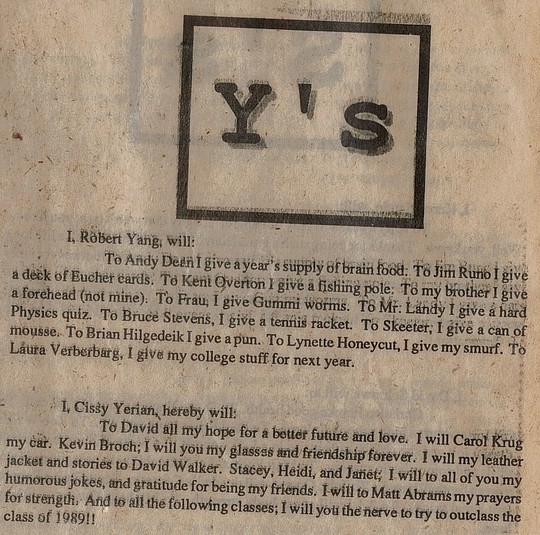 Y's
I, Robert Yang, will:
To Andy Deen I give a year's supply of brain food. To Jim Runo I give
a deck of Eucher cards. To Kent Overton I give a fishing pole. To my brother I give
a forehead (not mine). To Frau, I give Gummi worms. To Mr. Landy I give a hard
Physics quiz. To Bruce Stevens, I give a tennis racket. To Skeeter, I give a can of
mousse. To Brian Hilgedeik I give a pun. To Lynette Honeycut, I give my smurf. To
Laura Verberbarg, I give my college stuff for next year.
I, Cissy Yerian, hereby will:
To David all my hope for a better future and love. I will Carol Krug
my car. Kevin Broch; I will you my glasses and friendship forever. I will my leather
jacket and stories to David Walker. Stacey, Heidi, and Janet; I will to all of you my
humorous jokes, and gratitude for being my friends. I will to Matt Abrams my prayers
for strength. And to all the following classes; I will you the nerve to try to outclass the
class of 1989!!